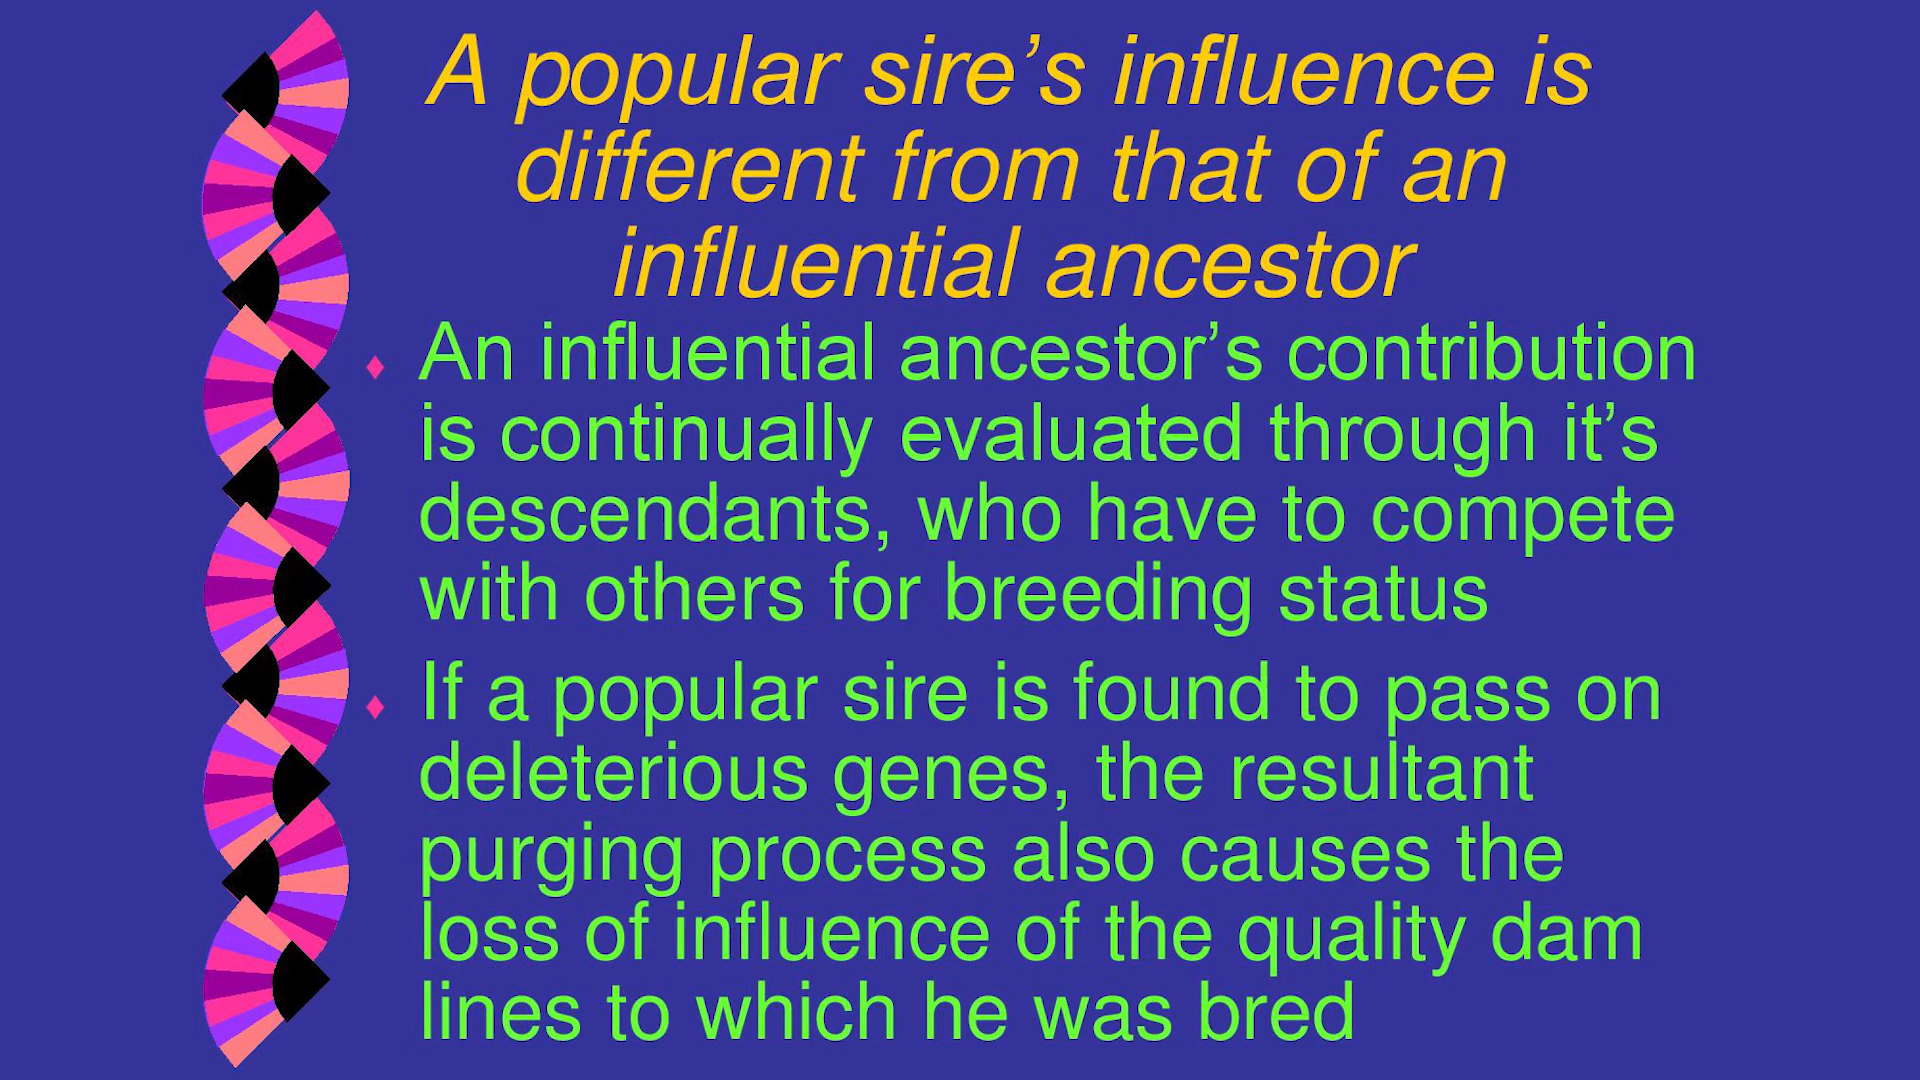 A popular sire’s influence is
different from that of an
influential ancestor
An influential ancestor’s contribution
is continually evaluated through it’s
descendants, who have to compete
with others for breeding status
If a popular sire is found to pass on
deleterious genes, the resultant
purging process also causes the
loss of influence of the quality dam
lines to which he was bred